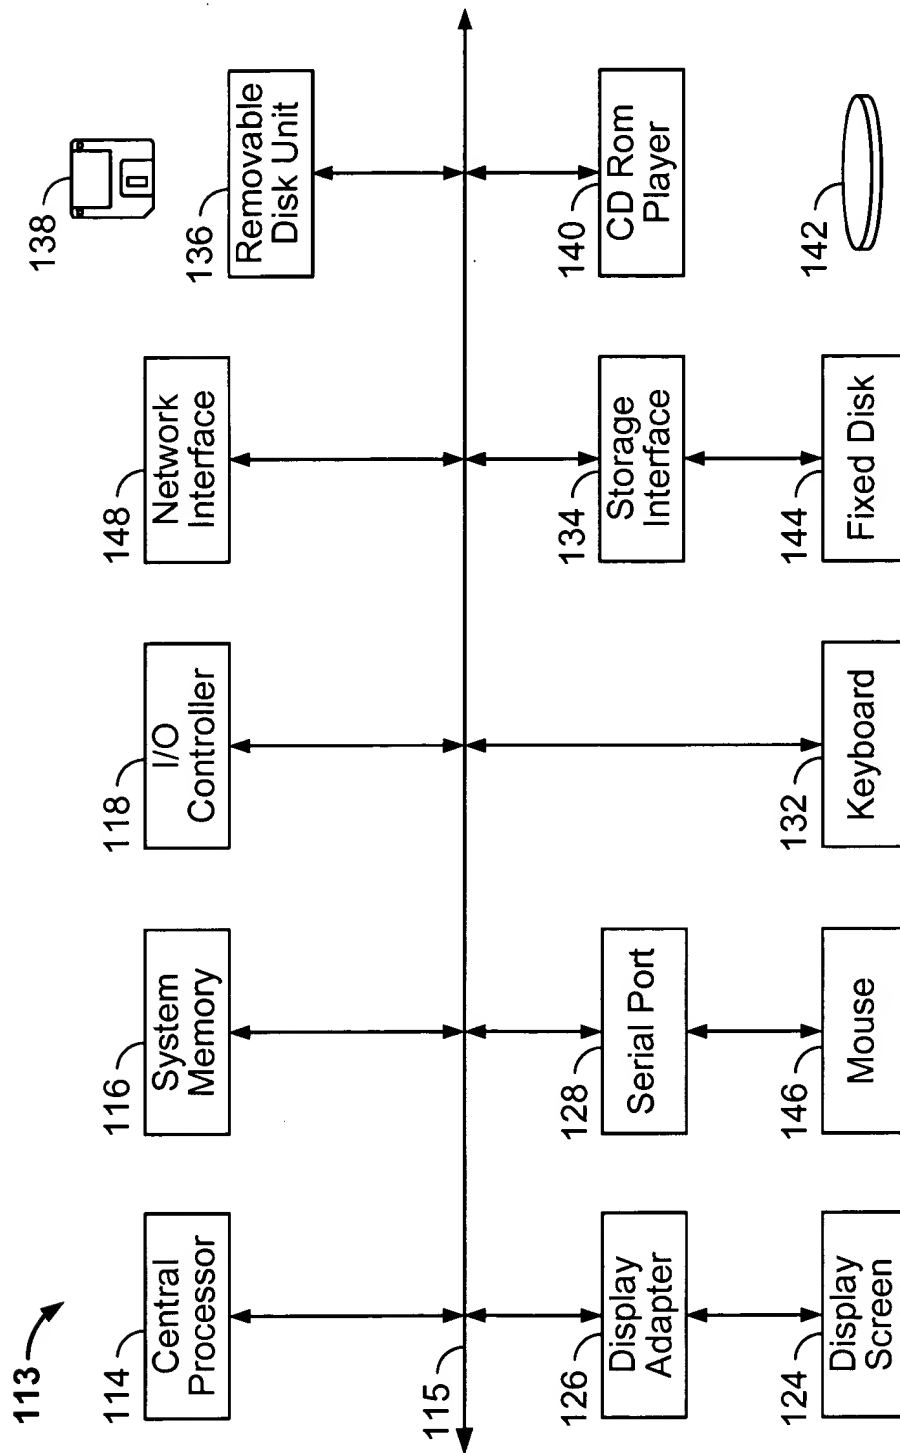 113
114
Central
Processor
116
System
Memory
118
I/O
Controller
148
Network
Interface
136
Removable
Disk Unit
138
115
126
Display
Adapter
128
Serial Port
134
Storage
Interface
140
CD Rom
Player
124
Display
Screen
146
Mouse
132
Keyboard
144
Fixed Disk
142